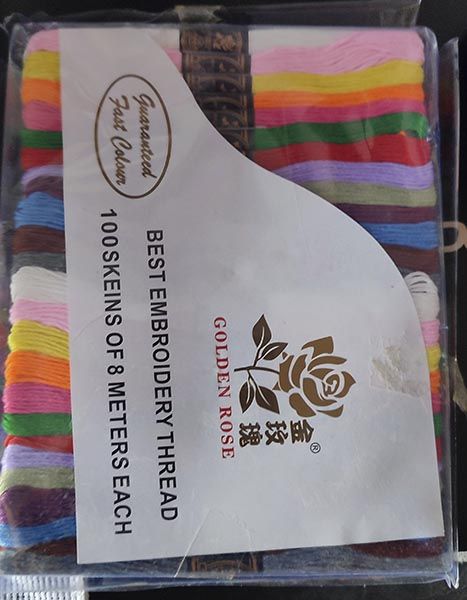 金玫瑰®
GOLDEN ROSE
Guaranteed
Fast Colour
BEST EMBROIDERY THREAD
100SKEINS OF 8 METERS EACH